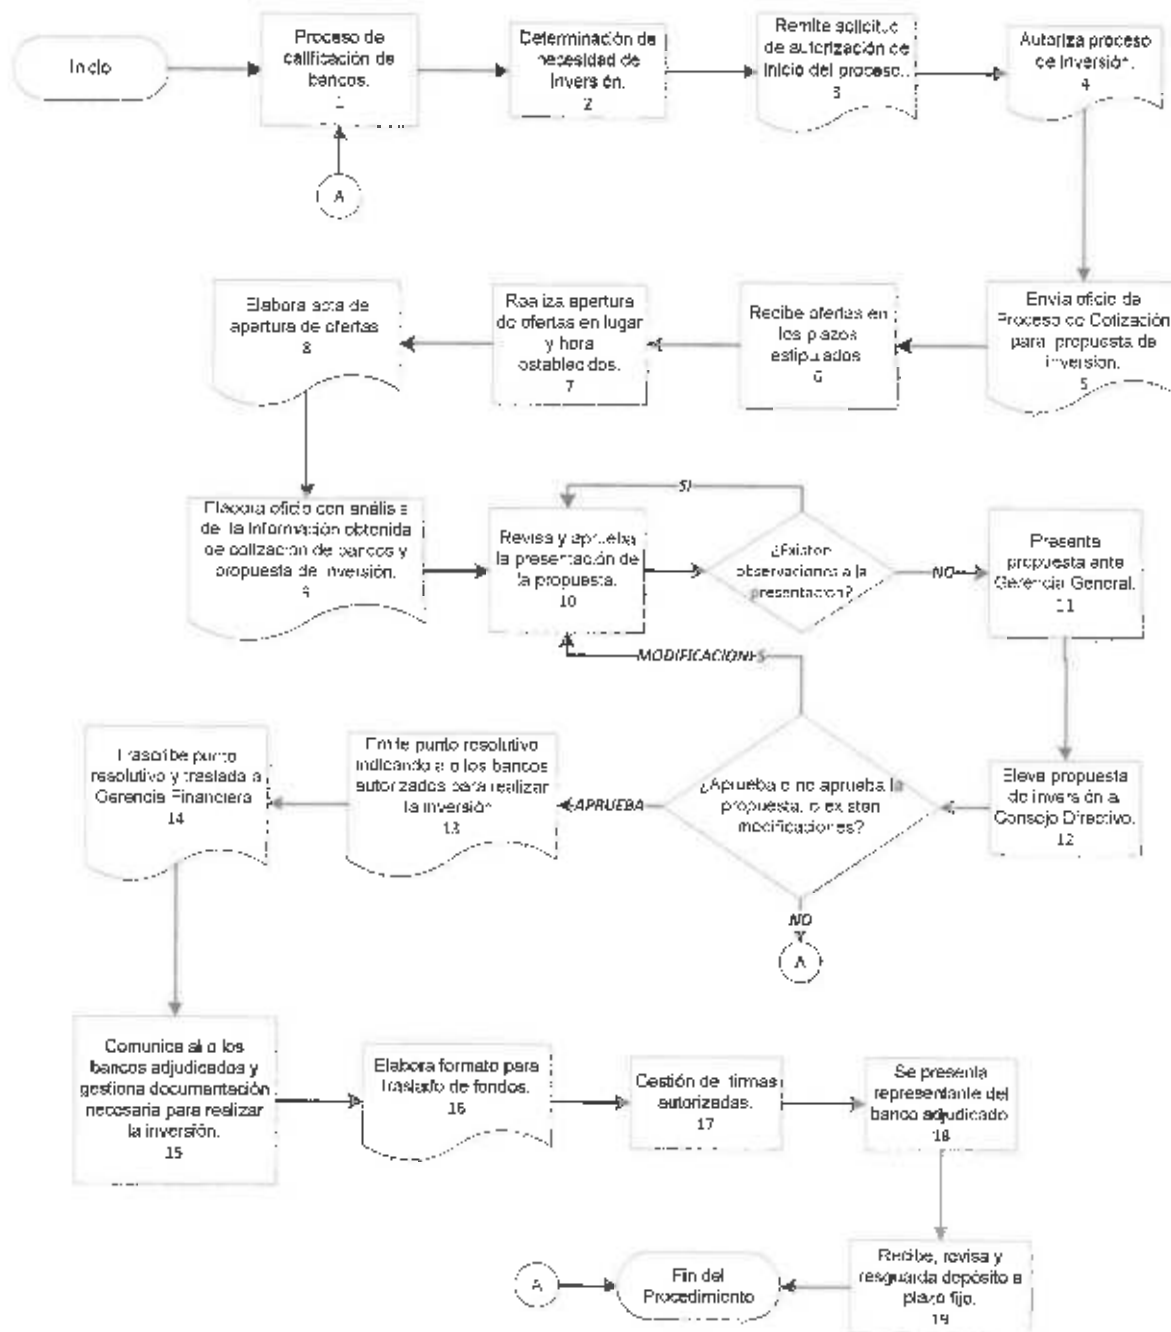 Inicio
Proceso de
calificación de
bancos.
1
Determinación de
necesidad de
Inversión.
2
Remite solicitud
de autorización de
inicio del proceso..
3
Autoriza proceso
de Inversión.
4
A
Envia oficio de
Proceso de Cotización
para propuesta de
inversión.
5
Recibe ofertas en
los plazos
estipulados
6
Realiza apertura
de ofertas en lugar
y hora
establecidos.
7
Elabora acta de
apertura de ofertas
8
Elabora oficio con análisis
de la Información obtenida
de cotización de bancos y
propuesta de inversión.
9
Revisa y aprueba
la presentación de
la propuesta.
10
SI
¿Existen
observaciones a la
presentación?
NO
Presenta
propuesta ante
Gerencia General.
11
MODIFICACIONES
Eleva propuesta
de inversión a
Consejo Directivo.
12
¿Aprueba o no aprueba la
propuesta, o existen
modificaciones?
APRUEBA
NO
A
Emite punto resolutivo
indicando a o los bancos
autorizados para realizar
la inversión
13
Trascribe punto
resolutivo y traslada a
Gerencia Financiera
14
Comunica al o los
bancos adjudicados y
gestiona documentación
necesaria para realizar
la inversión.
15
Elabora formato para
traslado de fondos.
16
Gestión de firmas
autorizadas.
17
Se presenta
representante del
banco adjudicado
18
Recibe, revisa y
resguarda depósito a
plazo fijo.
19
A
Fin del
Procedimiento